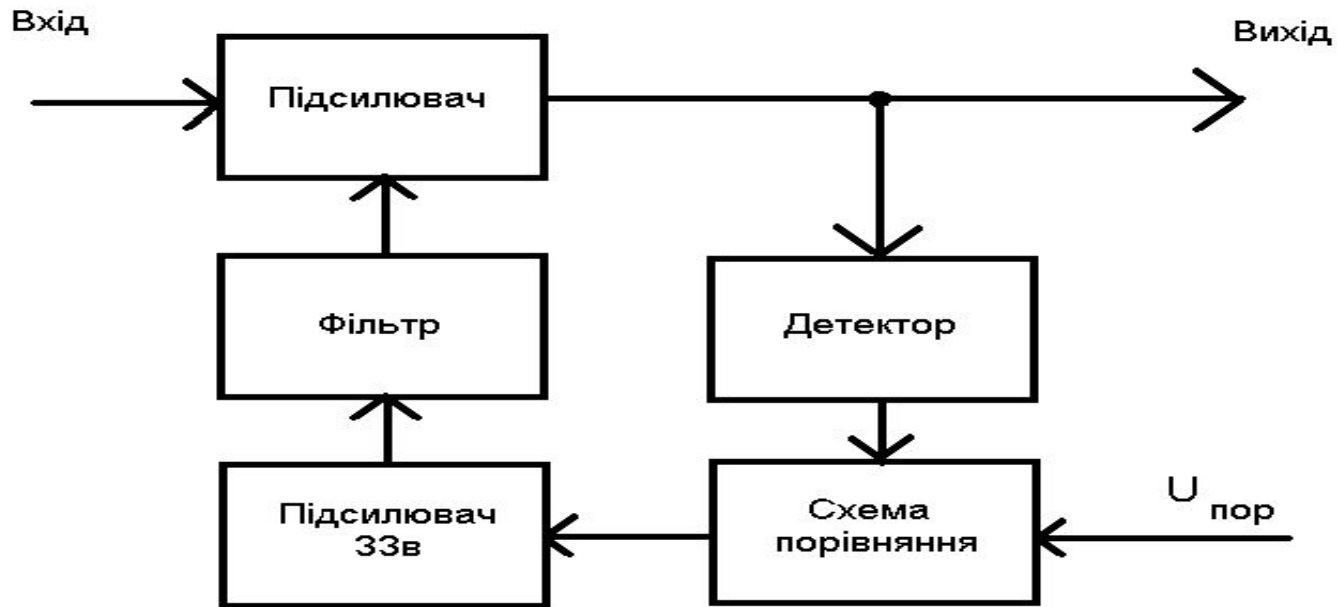 Вхід
Вихід
Підсилювач
Фільтр
Детектор
Підсилювач
ЗЗв
Схема
порівняння
U пор